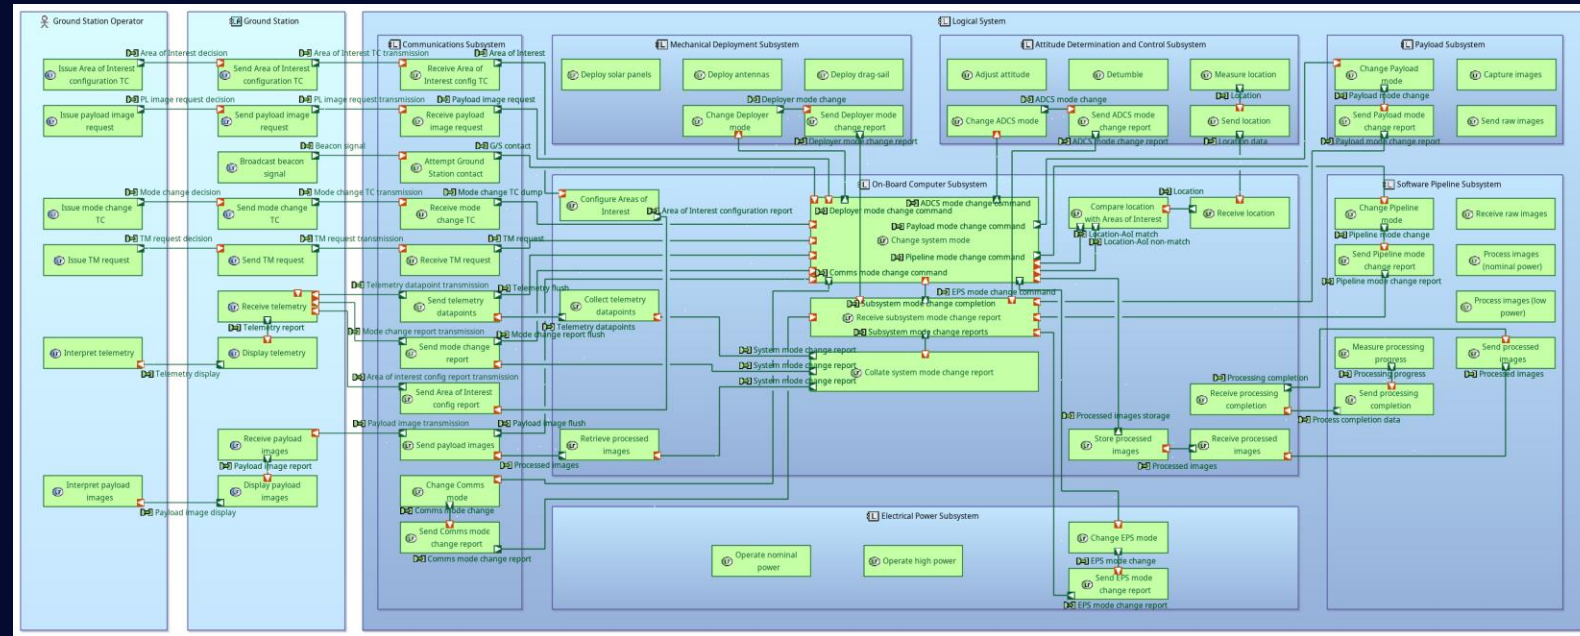 Ground Station Operator
Ground Station
Logical System
Communications Subsystem
Mechanical Deployment Subsystem
Attitude Determination and Control Subsystem
Payload Subsystem
Area of Interest decision
Area of Interest TC transmission
Area of Interest
Issue Area of Interest
configuration TC
Send Area of Interest
configuration TC
Receive Area of
Interest config TC
Deploy solar panels
Deploy antennas
Deploy drag-sail
Adjust attitude
Detumble
Measure location
Change Payload
mode
Capture images
PL image request decision
PL image request transmission
Payload image request
Deployer mode change
ADCS mode change
Location
Payload mode change
Issue payload image
request
Send payload image
request
Receive payload
image request
Change Deployer
mode
Send Deployer mode
change report
Change ADCS mode
Send ADCS mode
change report
Send location
Send Payload mode
change report
Send raw images
Deployer mode change report
ADCS mode change report
Location data
Payload mode change report
Beacon signal
G/S contact
Broadcast beacon
signal
Attempt Ground
Station contact
On-Board Computer Subsystem
Software Pipeline Subsystem
Mode change decision
Mode change TC transmission
Mode change TC dump
Location
Issue mode change
TC
Send mode change
TC
Receive mode
change TC
Configure Areas of
Interest
Area of Interest configuration report
ADCS mode change command
Deployer mode change command
Payload mode change command
Change system mode
Pipeline mode change command
Comms mode change command
EPS mode change command
Compare location
with Areas of Interest
Receive location
Location-AoI match
Location-AoI non-match
Change Pipeline
mode
Receive raw images
Pipeline mode change
TM request decision
TM request transmission
TM request
Issue TM request
Send TM request
Receive TM request
Send Pipeline mode
change report
Process images
(nominal power)
Pipeline mode change report
Telemetry datapoint transmission
Telemetry flush
Receive telemetry
Send telemetry
datapoints
Collect telemetry
datapoints
Subsystem mode change completion
Receive subsystem mode change report
Subsystem mode change reports
Process images (low
power)
Telemetry report
Telemetry datapoints
Mode change report transmission
Mode change report flush
Interpret telemetry
Display telemetry
Send mode change
report
System mode change report
System mode change report
System mode change report
Collate system mode change report
Measure processing
progress
Send processed
images
Telemetry display
Area of interest config report transmission
Processing completion
Processing progress
Processed images
Send Area of Interest
config report
Receive processing
completion
Send processing
completion
Process completion data
Payload image transmission
Payload image flush
Processed images storage
Receive payload
images
Send payload images
Retrieve processed
images
Store processed
images
Receive processed
images
Payload image report
Processed images
Processed images
Interpret payload
images
Display payload
images
Change Comms
mode
Payload image display
Comms mode change
Send Comms mode
change report
Comms mode change report
Electrical Power Subsystem
Operate nominal
power
Operate high power
Change EPS mode
EPS mode change
Send EPS mode
change report
EPS mode change report